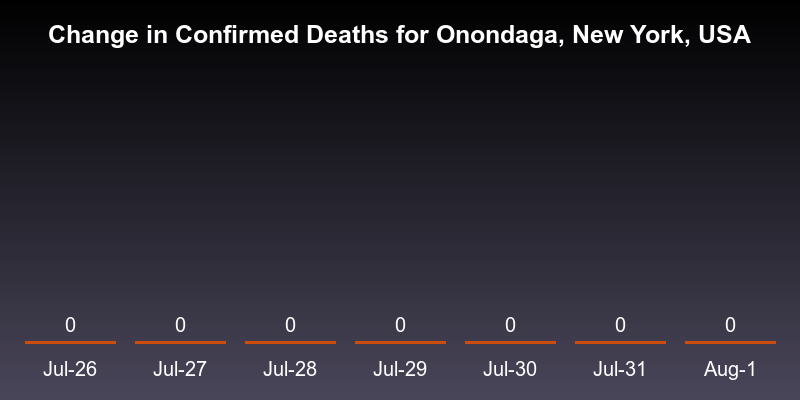 Change in Confirmed Deaths for Onondaga, New York, USA
0 0 0 0 0 0 0
Jul-26 Jul-27 Jul-28 Jul-29 Jul-30 Jul-31 Aug-1